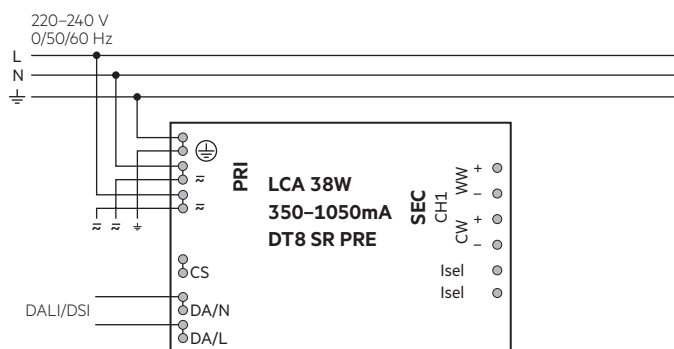 220–240 V
0/50/60 Hz
L
N
PRI
LCA 38W
350–1050mA
DT8 SR PRE
SEC
CH1
WW
+
–
CW
+
–
Isel
Isel
CS
DALI/DSI
DA/N
DA/L